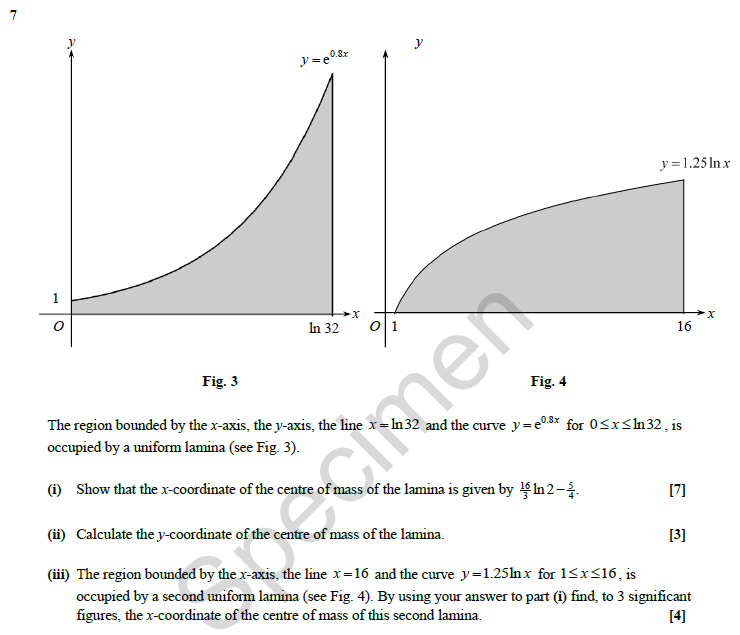 7
y
y = e^{0.8x}
1
O
ln 32
x
Fig. 3
y
y = 1.25 ln x
O
1
16
x
Fig. 4
The region bounded by the x-axis, the y-axis, the line x = ln 32 and the curve y = e^{0.8x} for 0 ≤ x ≤ ln 32, is
occupied by a uniform lamina (see Fig. 3).
(i) Show that the x-coordinate of the centre of mass of the lamina is given by 16/3 ln 2 − 5/4. [7]
(ii) Calculate the y-coordinate of the centre of mass of the lamina. [3]
(iii) The region bounded by the x-axis, the line x = 16 and the curve y = 1.25 ln x for 1 ≤ x ≤ 16, is
occupied by a second uniform lamina (see Fig. 4). By using your answer to part (i) find, to 3 significant
figures, the x-coordinate of the centre of mass of this second lamina. [4]
Specimen